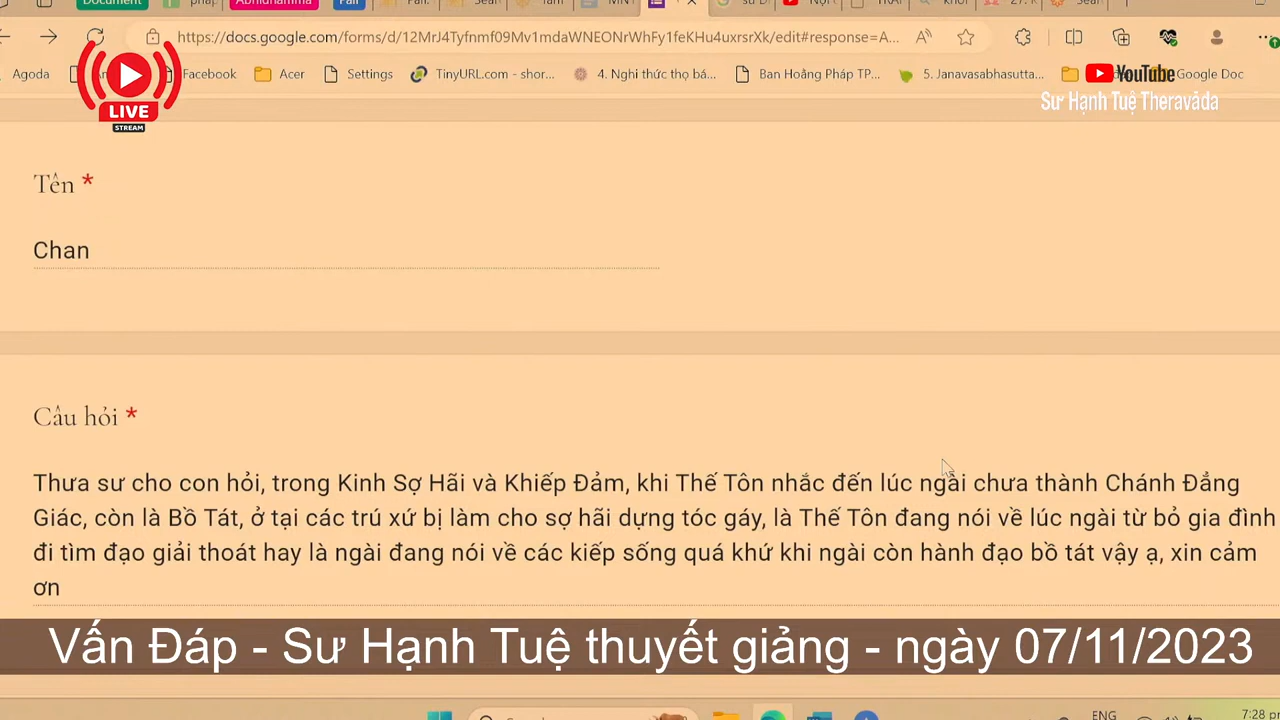 Document
Abhidhamma
Pali
https://docs.google.com/forms/d/12MrJ4Tyfnmf09Mv1mdaWNEONrWhFy1feKHu4uxrsrXk/edit#response=A...
Agoda
Facebook
Acer
Settings
TinyURL.com - shor...
4. Nghi thức thọ bá...
Ban Hoằng Pháp TP...
5. Janavasabhasutta...
Google Doc
LIVE
STREAM
YouTube
Sư Hạnh Tuệ Theravāda
Tên *
Chan
Câu hỏi *
Thưa sư cho con hỏi, trong Kinh Sợ Hãi và Khiếp Đảm, khi Thế Tôn nhắc đến lúc ngài chưa thành Chánh Đẳng
Giác, còn là Bồ Tát, ở tại các trú xứ bị làm cho sợ hãi dựng tóc gáy, là Thế Tôn đang nói về lúc ngài từ bỏ gia đình
đi tìm đạo giải thoát hay là ngài đang nói về các kiếp sống quá khứ khi ngài còn hành đạo bồ tát vậy ạ, xin cảm
ơn
Vấn Đáp - Sư Hạnh Tuệ thuyết giảng - ngày 07/11/2023
ENG
7:28